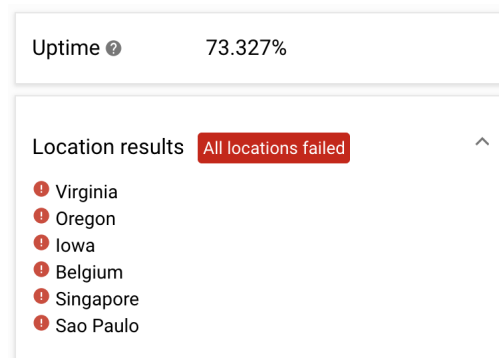 Uptime ? 73.327%
Location results All locations failed
! Virginia
! Oregon
! Iowa
! Belgium
! Singapore
! Sao Paulo